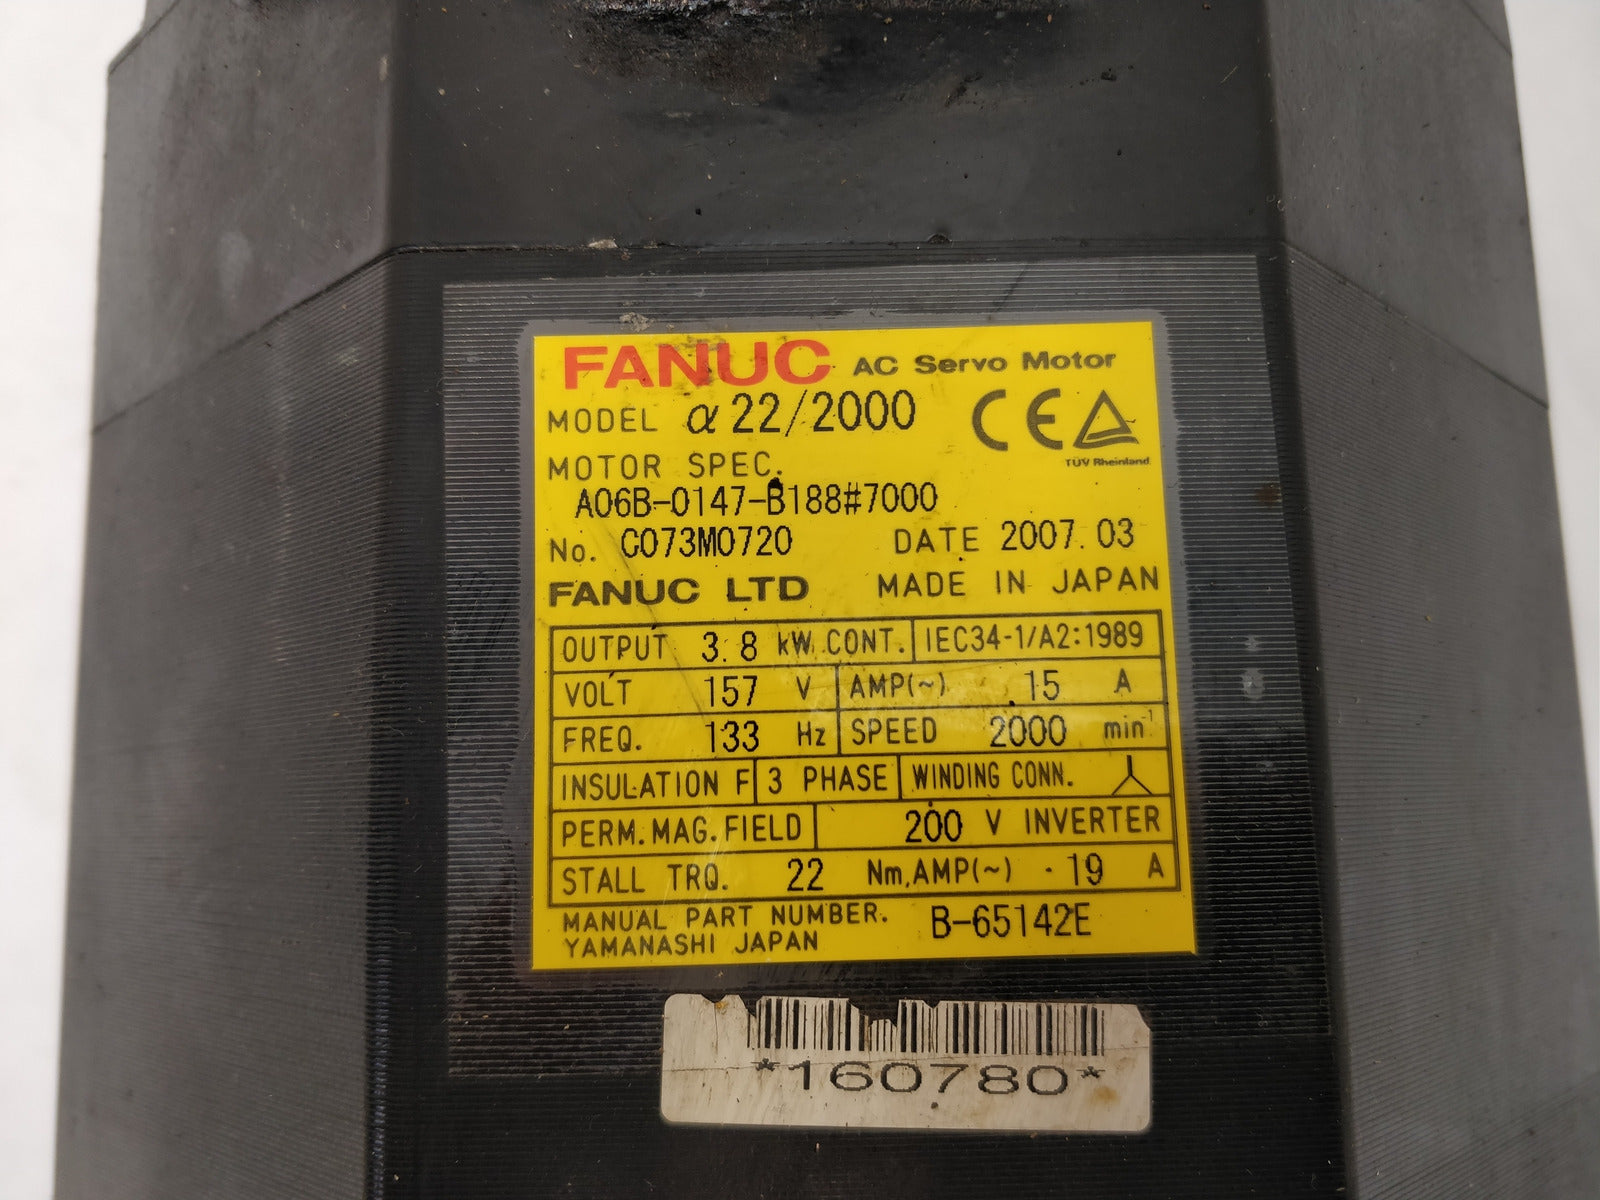 FANUC AC Servo Motor
MODEL α22/2000 CE
TÜV Rheinland
MOTOR SPEC.
A06B-0147-B188#7000
No. C073M0720 DATE 2007.03
FANUC LTD MADE IN JAPAN
OUTPUT 3.8 kW CONT. IEC34-1/A2:1989
VOLT 157 V AMP(~) 15 A
FREQ. 133 Hz SPEED 2000 min⁻¹
INSULATION F 3 PHASE WINDING CONN.
PERM.MAG.FIELD 200 V INVERTER
STALL TRQ. 22 Nm,AMP(~) 19 A
MANUAL PART NUMBER. B-65142E
YAMANASHI JAPAN
*160780*